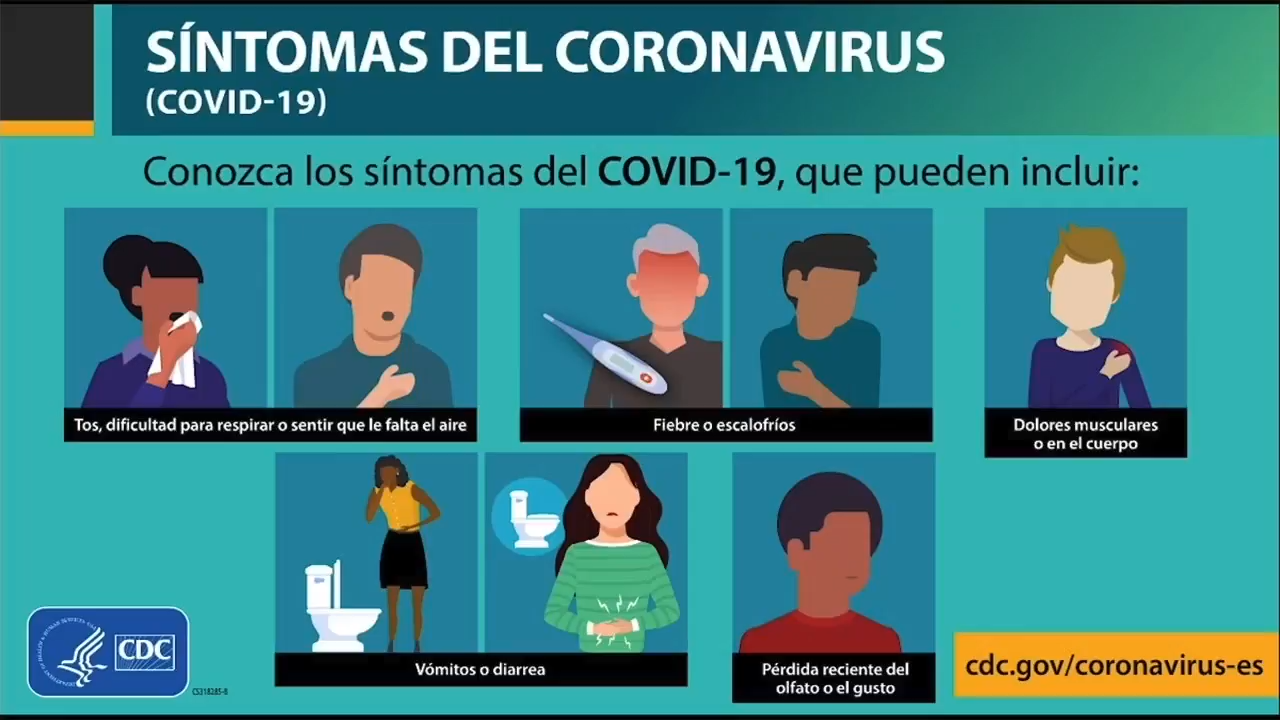 SÍNTOMAS DEL CORONAVIRUS
(COVID-19)
Conozca los síntomas del COVID-19, que pueden incluir:
Tos, dificultad para respirar o sentir que le falta el aire
Fiebre o escalofríos
Dolores musculares
o en el cuerpo
Vómitos o diarrea
Pérdida reciente del
olfato o el gusto
CDC
CS318285-B
cdc.gov/coronavirus-es